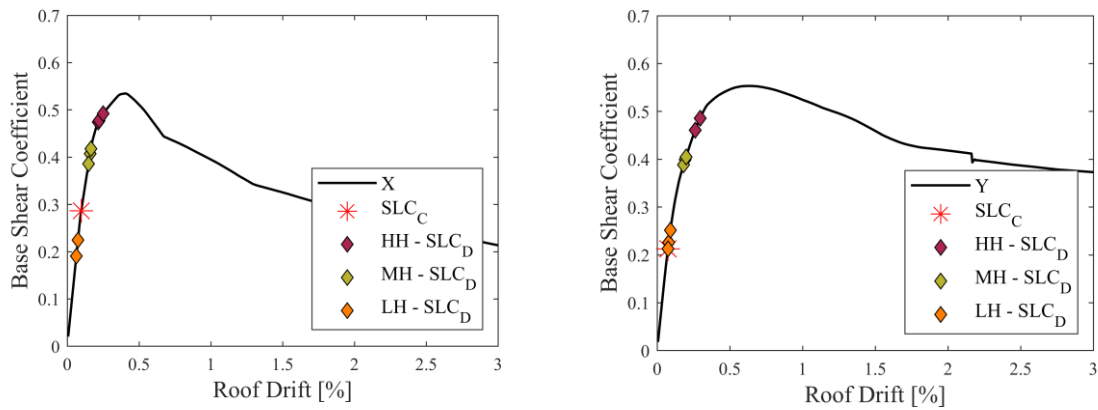 0.7
0.6
0.5
0.4
0.3
0.2
0.1
0
Base Shear Coefficient
X
SLC_C
HH - SLC_D
MH - SLC_D
LH - SLC_D
0 0.5 1 1.5 2 2.5 3
Roof Drift [%]
0.7
0.6
0.5
0.4
0.3
0.2
0.1
0
Base Shear Coefficient
Y
SLC_C
HH - SLC_D
MH - SLC_D
LH - SLC_D
0 0.5 1 1.5 2 2.5 3
Roof Drift [%]